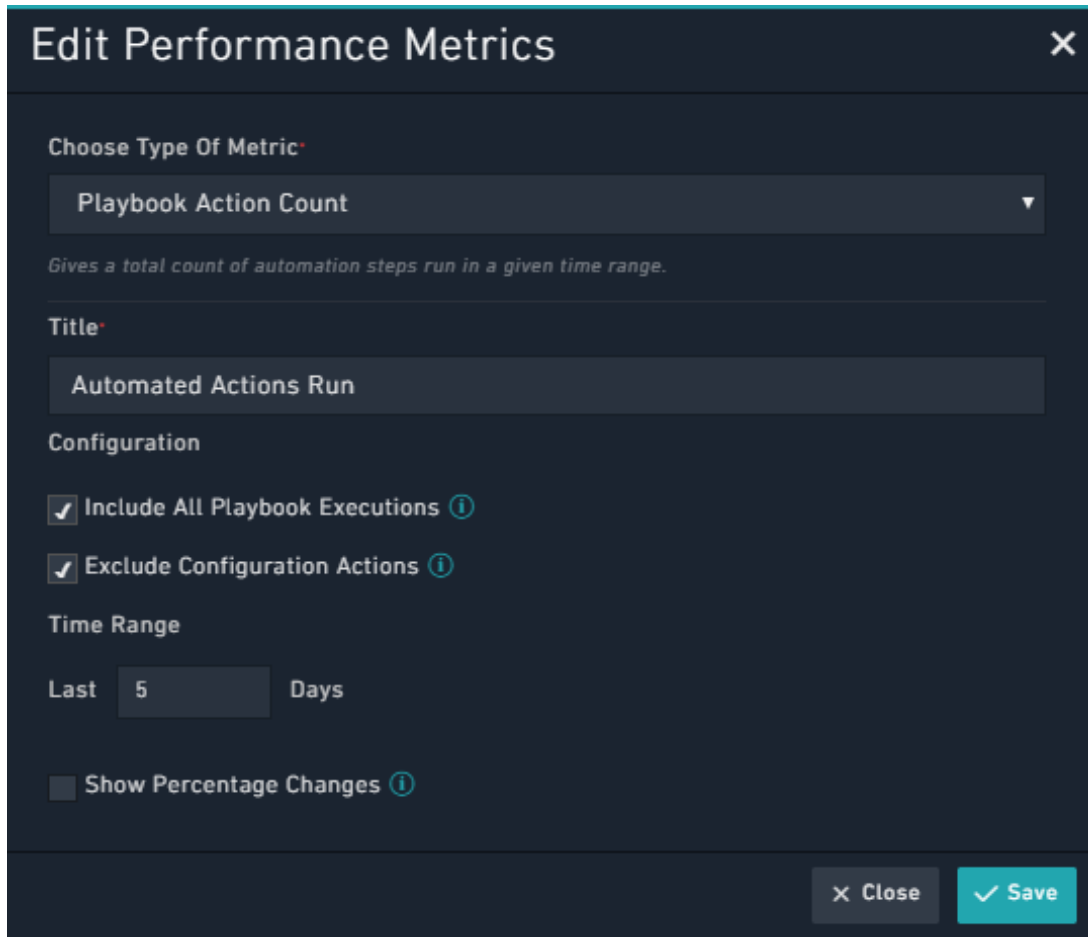 Edit Performance Metrics
Choose Type Of Metric*
Playbook Action Count
Gives a total count of automation steps run in a given time range.
Title*
Automated Actions Run
Configuration
Include All Playbook Executions
Exclude Configuration Actions
Time Range
Last 5 Days
Show Percentage Changes
Close Save